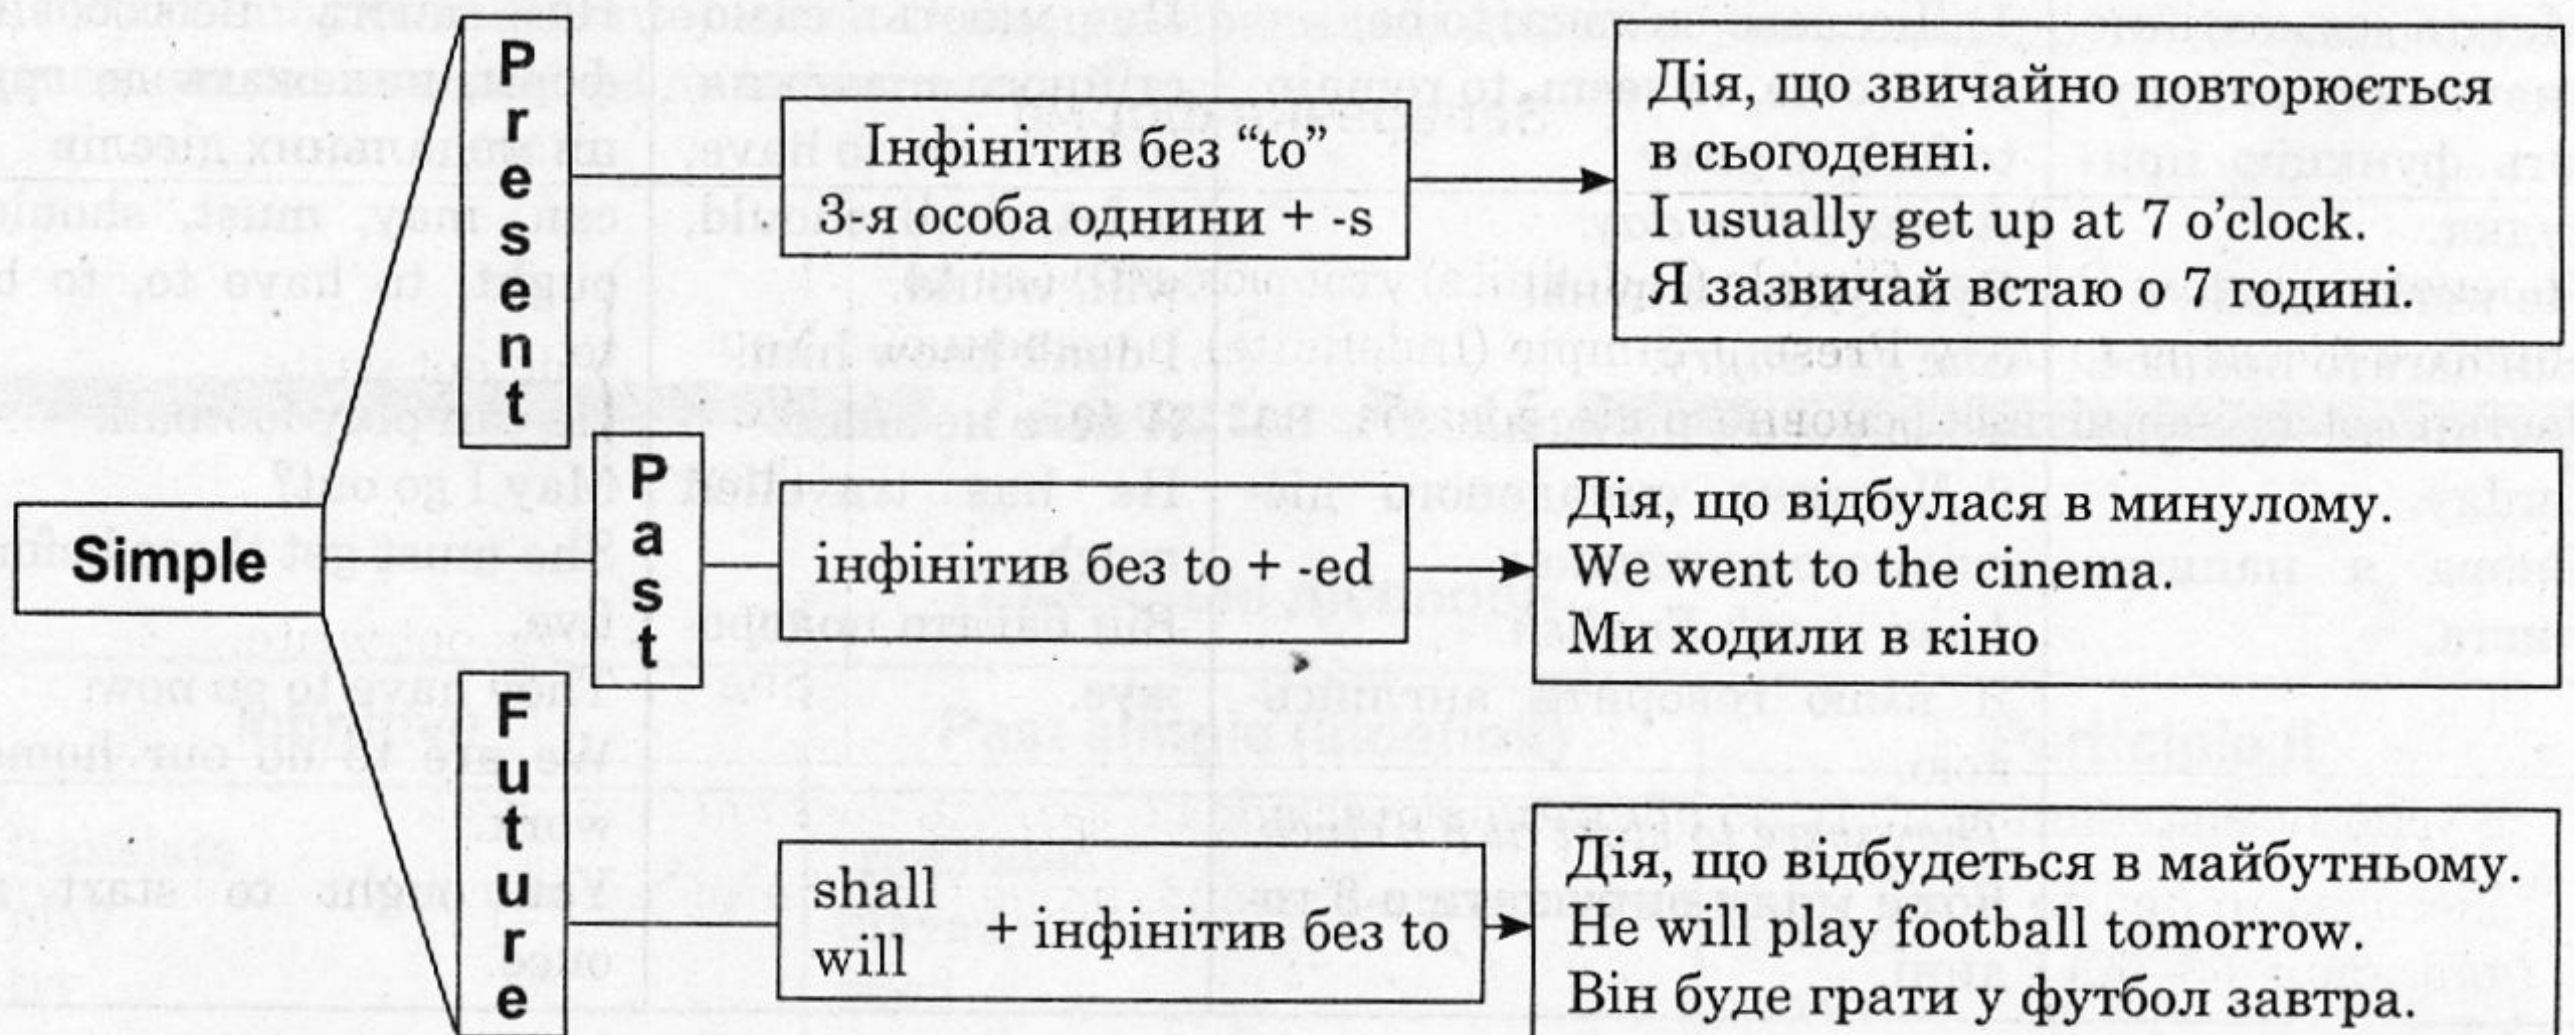 Simple
Present
Інфінітив без “to”
3-я особа однини + -s
Дія, що звичайно повторюється
в сьогоденні.
I usually get up at 7 o’clock.
Я зазвичай встаю о 7 годині.
Past
інфінітив без to + -ed
Дія, що відбулася в минулому.
We went to the cinema.
Ми ходили в кіно
Future
shall
will
+ інфінітив без to
Дія, що відбудеться в майбутньому.
He will play football tomorrow.
Він буде грати у футбол завтра.